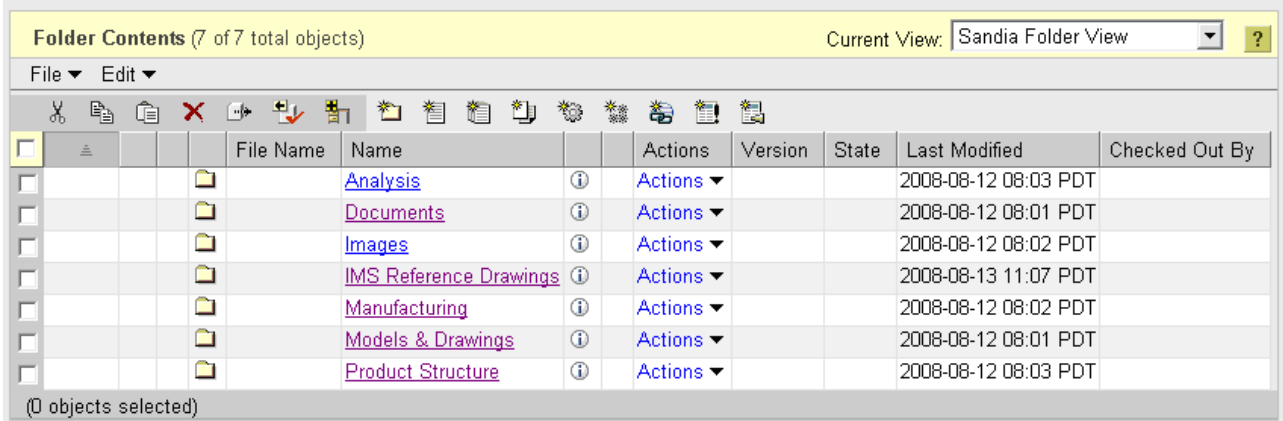 Folder Contents (7 of 7 total objects) Current View: Sandia Folder View ?
File Edit
File Name Name Actions Version State Last Modified Checked Out By
Analysis Actions 2008-08-12 08:03 PDT
Documents Actions 2008-08-12 08:01 PDT
Images Actions 2008-08-12 08:02 PDT
IMS Reference Drawings Actions 2008-08-13 11:07 PDT
Manufacturing Actions 2008-08-12 08:02 PDT
Models & Drawings Actions 2008-08-12 08:01 PDT
Product Structure Actions 2008-08-12 08:03 PDT
(0 objects selected)